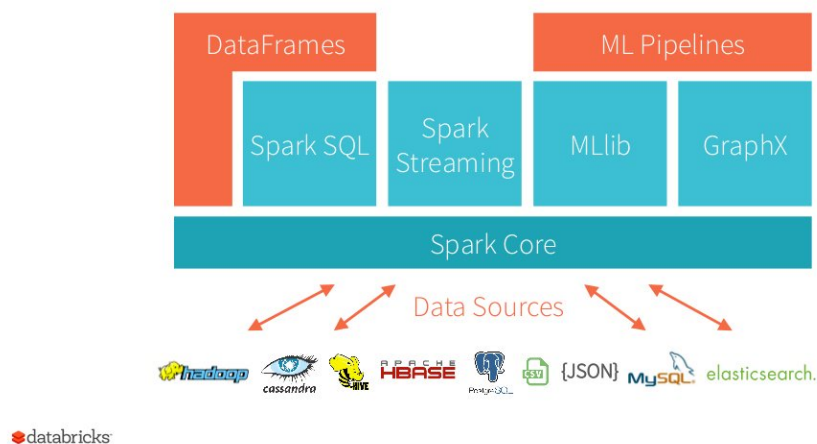 DataFrames
ML Pipelines
Spark SQL
Spark
Streaming
MLlib
GraphX
Spark Core
Data Sources
hadoop
cassandra
HIVE
APACHE
HBASE
PostgreSQL
CSV
{JSON}
MySQL
elasticsearch.
databricks